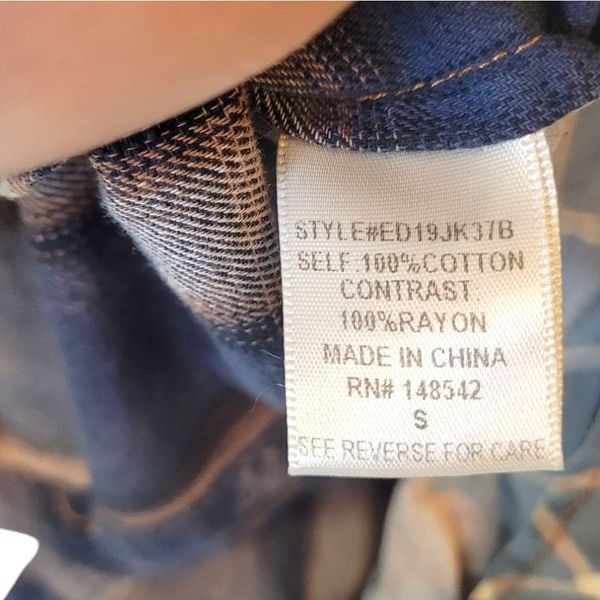 STYLE#ED19JK37B
SELF:100%COTTON
CONTRAST:
100%RAYON
MADE IN CHINA
RN# 148542
S
SEE REVERSE FOR CARE